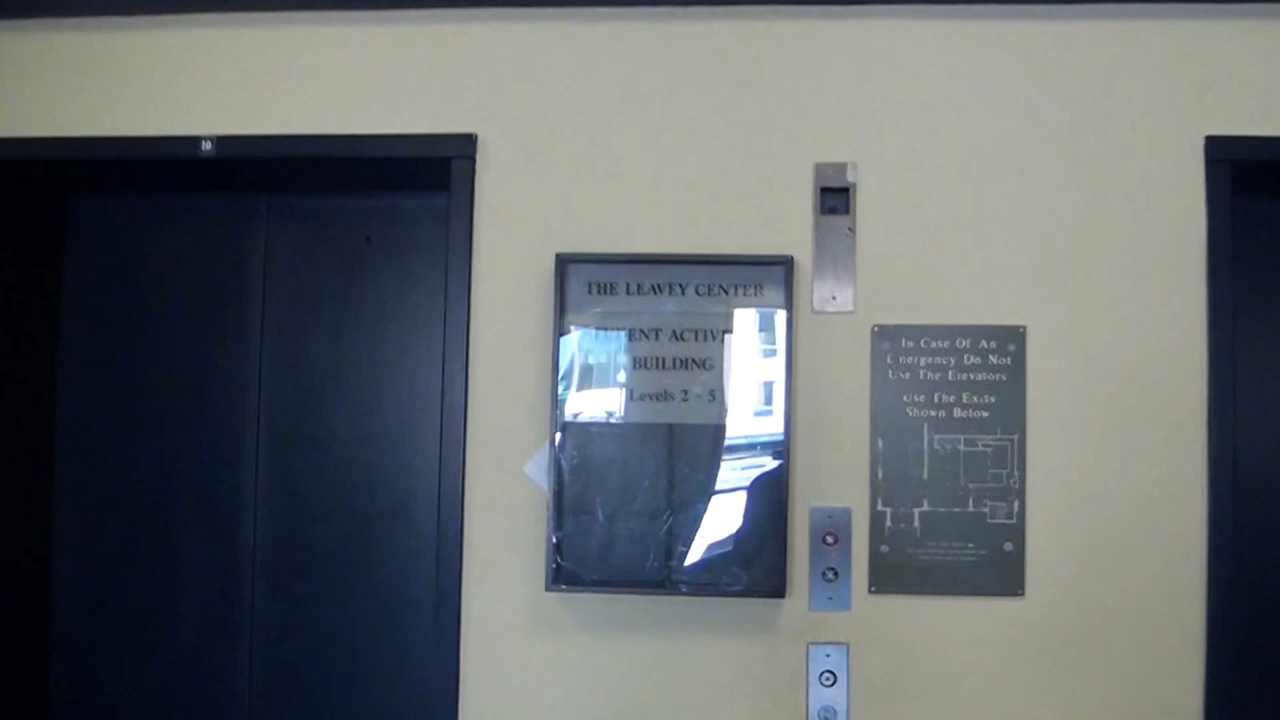 10
THE LEAVEY CENTER
ACTIVE
BUILDING
Levels 2 - 5
In Case Of An
Emergency Do Not
Use The Elevators
Use The Exits
Shown Below